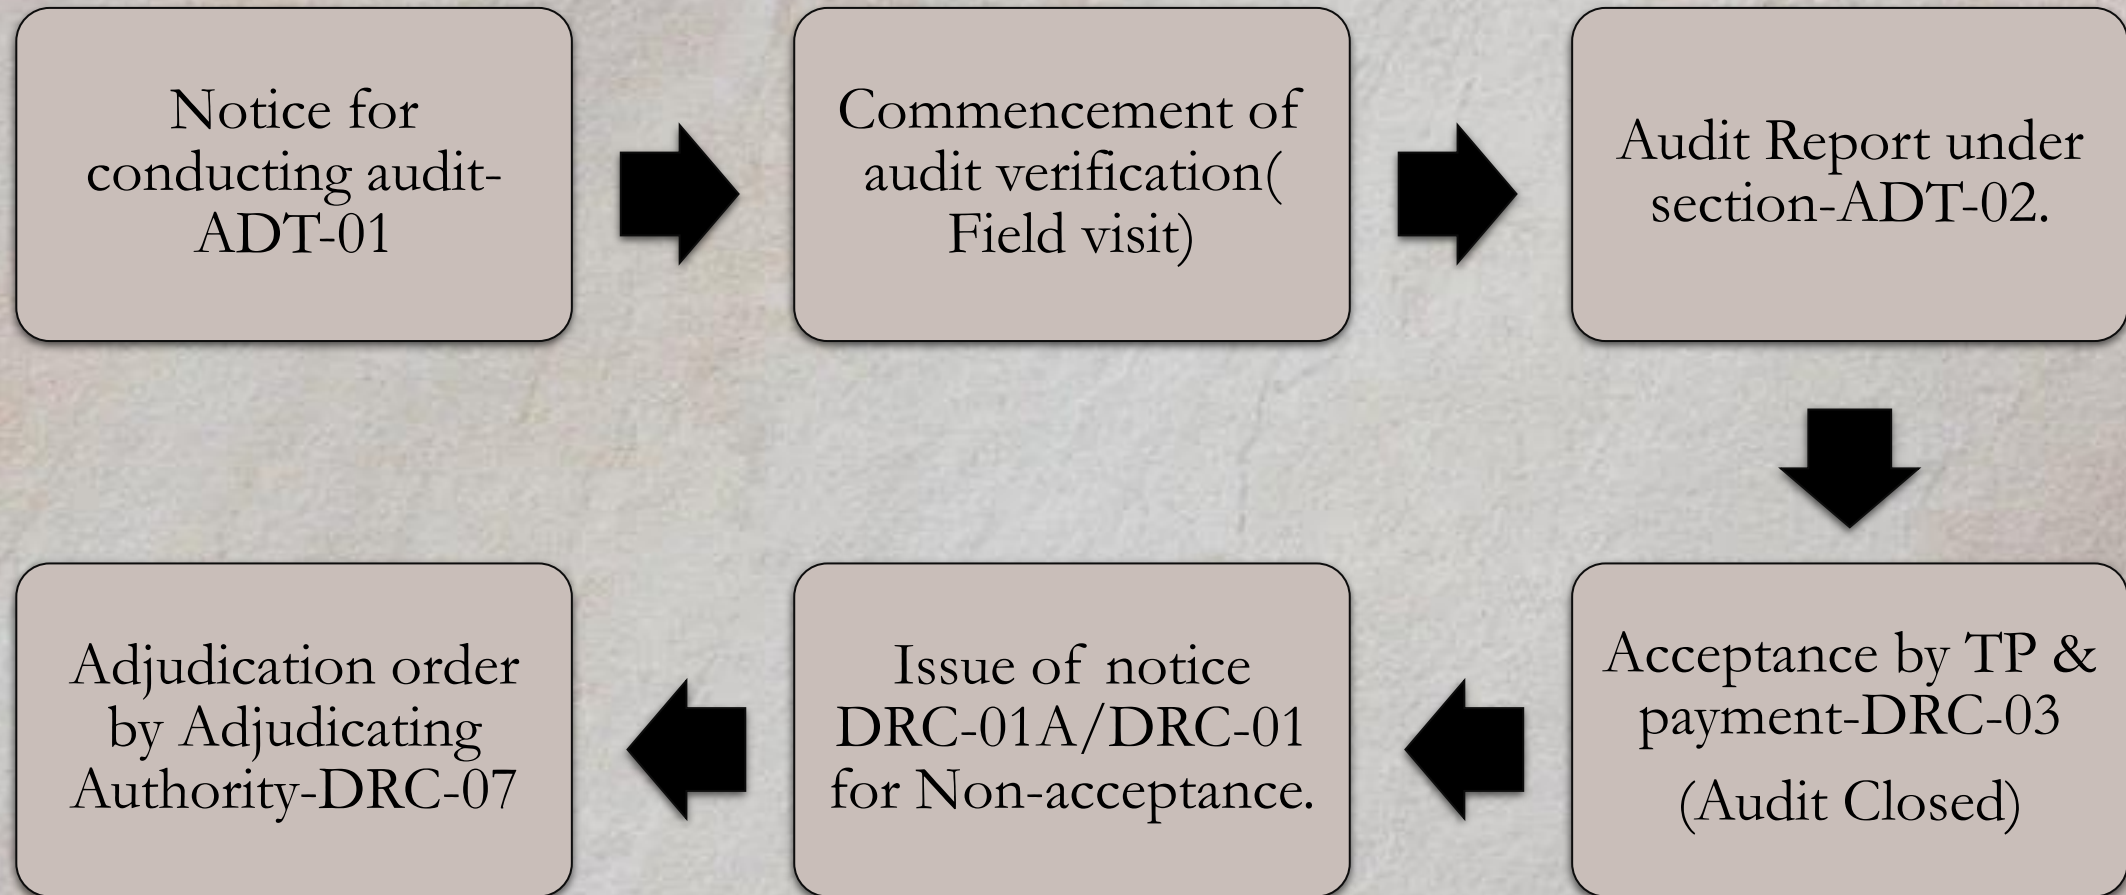 Notice for
conducting audit-
ADT-01
Commencement of
audit verification(
Field visit)
Audit Report under
section-ADT-02.
Acceptance by TP &
payment-DRC-03
(Audit Closed)
Issue of notice
DRC-01A/DRC-01
for Non-acceptance.
Adjudication order
by Adjudicating
Authority-DRC-07